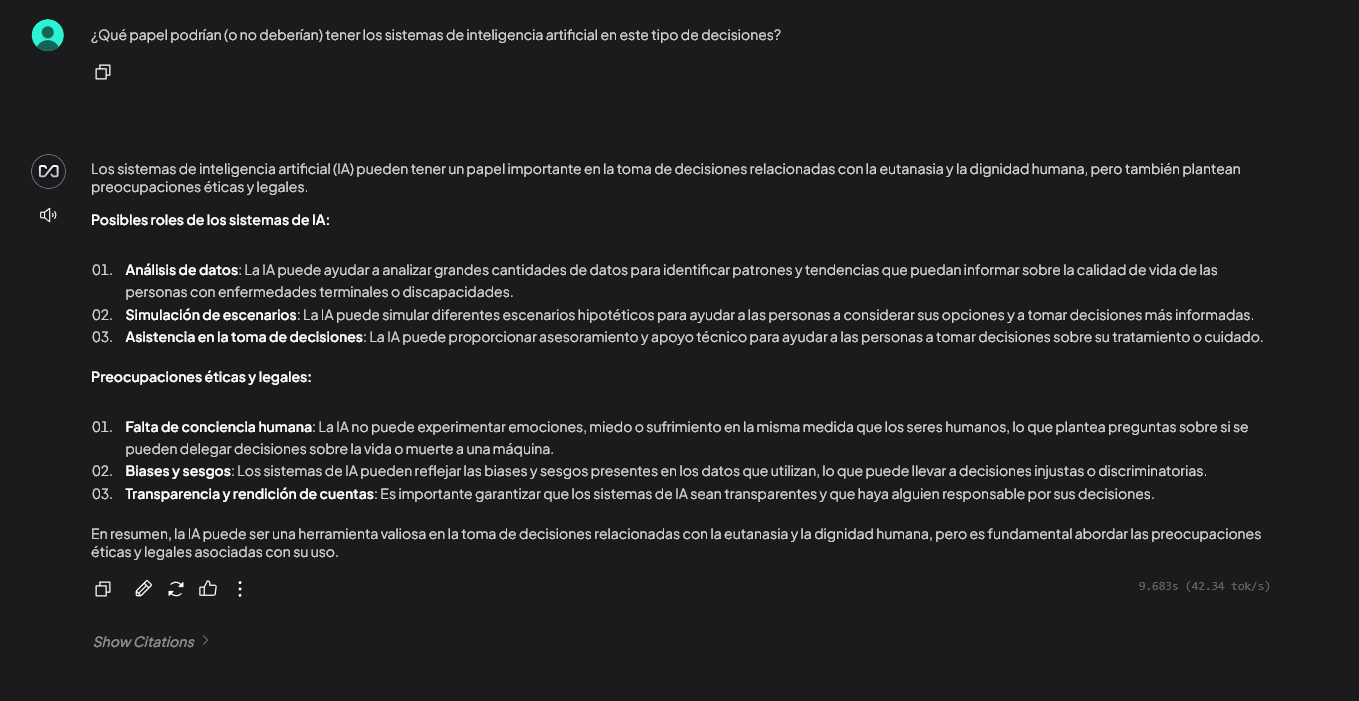 ¿Qué papel podrían (o no deberían) tener los sistemas de inteligencia artificial en este tipo de decisiones?
Los sistemas de inteligencia artificial (IA) pueden tener un papel importante en la toma de decisiones relacionadas con la eutanasia y la dignidad humana, pero también plantean
preocupaciones éticas y legales.
Posibles roles de los sistemas de IA:
01. Análisis de datos: La IA puede ayudar a analizar grandes cantidades de datos para identificar patrones y tendencias que puedan informar sobre la calidad de vida de las
personas con enfermedades terminales o discapacidades.
02. Simulación de escenarios: La IA puede simular diferentes escenarios hipotéticos para ayudar a las personas a considerar sus opciones y a tomar decisiones más informadas.
03. Asistencia en la toma de decisiones: La IA puede proporcionar asesoramiento y apoyo técnico para ayudar a las personas a tomar decisiones sobre su tratamiento o cuidado.
Preocupaciones éticas y legales:
01. Falta de conciencia humana: La IA no puede experimentar emociones, miedo o sufrimiento en la misma medida que los seres humanos, lo que plantea preguntas sobre si se
pueden delegar decisiones sobre la vida o muerte a una máquina.
02. Biases y sesgos: Los sistemas de IA pueden reflejar las biases y sesgos presentes en los datos que utilizan, lo que puede llevar a decisiones injustas o discriminatorias.
03. Transparencia y rendición de cuentas: Es importante garantizar que los sistemas de IA sean transparentes y que haya alguien responsable por sus decisiones.
En resumen, la IA puede ser una herramienta valiosa en la toma de decisiones relacionadas con la eutanasia y la dignidad humana, pero es fundamental abordar las preocupaciones
éticas y legales asociadas con su uso.
9.683s (42.34 tok/s)
Show Citations